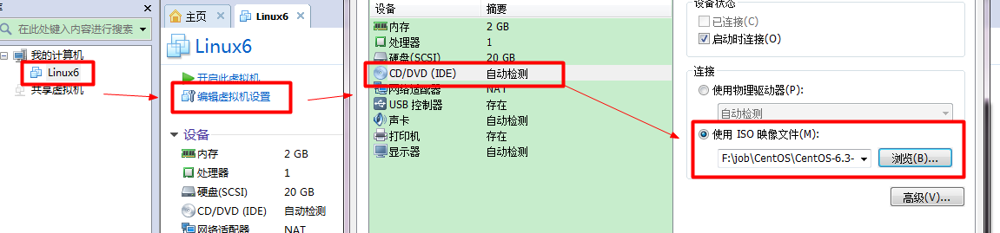 库
在此处键入内容进行搜索
我的计算机
Linux6
共享虚拟机
主页
Linux6
Linux6
开启此虚拟机
编辑虚拟机设置
设备
内存 2 GB
处理器 1
硬盘(SCSI) 20 GB
CD/DVD (IDE) 自动检测
网络适配器 NAT
设备 摘要
内存 2 GB
处理器 1
硬盘(SCSI) 20 GB
CD/DVD (IDE) 自动检测
网络适配器 NAT
USB 控制器 存在
声卡 自动检测
打印机 存在
显示器 自动检测
设备状态
已连接(C)
启动时连接(O)
连接
使用物理驱动器(P):
自动检测
使用 ISO 映像文件(M):
F:\job\CentOS\CentOS-6.3-
浏览(B)...
高级(V)...